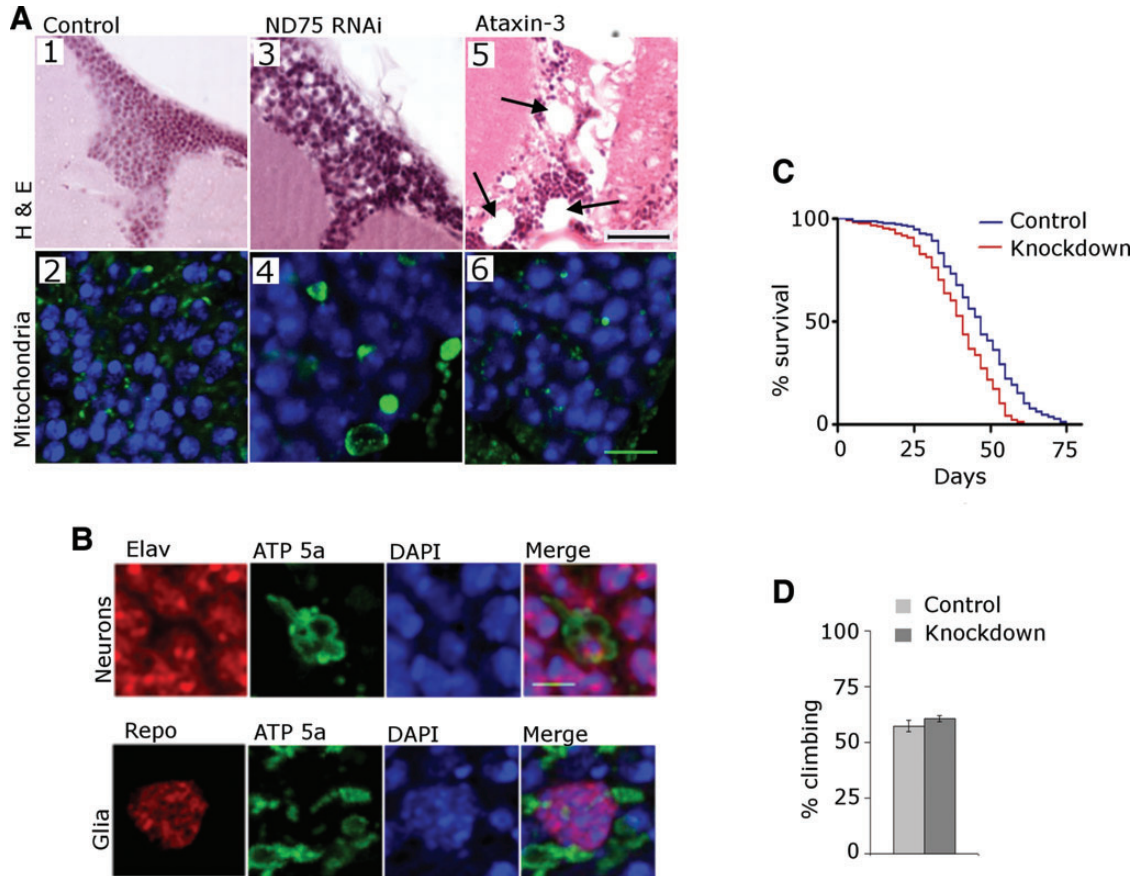 A
Control
ND75 RNAi
Ataxin-3
1
3
5
H & E
2
4
6
Mitochondria
B
Elav
ATP 5a
DAPI
Merge
Neurons
Repo
ATP 5a
DAPI
Merge
Glia
C
Control
Knockdown
100
50
0
% survival
0
25
50
75
Days
D
Control
Knockdown
100
75
50
25
0
% climbing